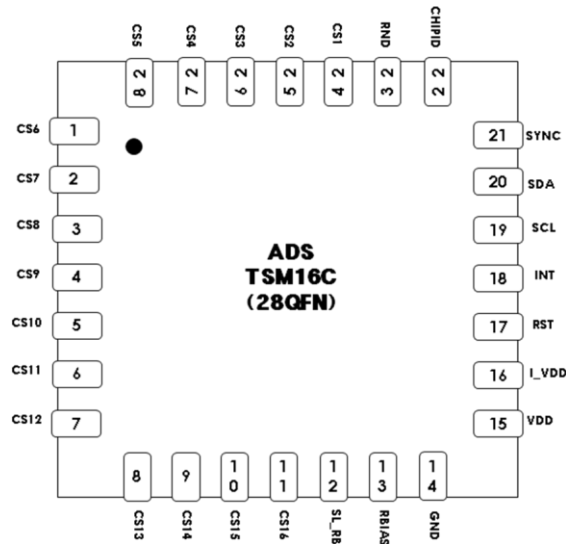 CS5 CS4 CS3 CS2 CS1 RND CHIPID
28 27 26 25 24 23 22
CS6 1 21 SYNC
CS7 2 20 SDA
CS8 3 19 SCL
ADS
TSM16C
(28QFN)
CS9 4 18 INT
CS10 5 17 RST
CS11 6 16 I_VDD
CS12 7 15 VDD
8 9 10 11 12 13 14
CS13 CS14 CS15 CS16 SL_RB RBIAS GND